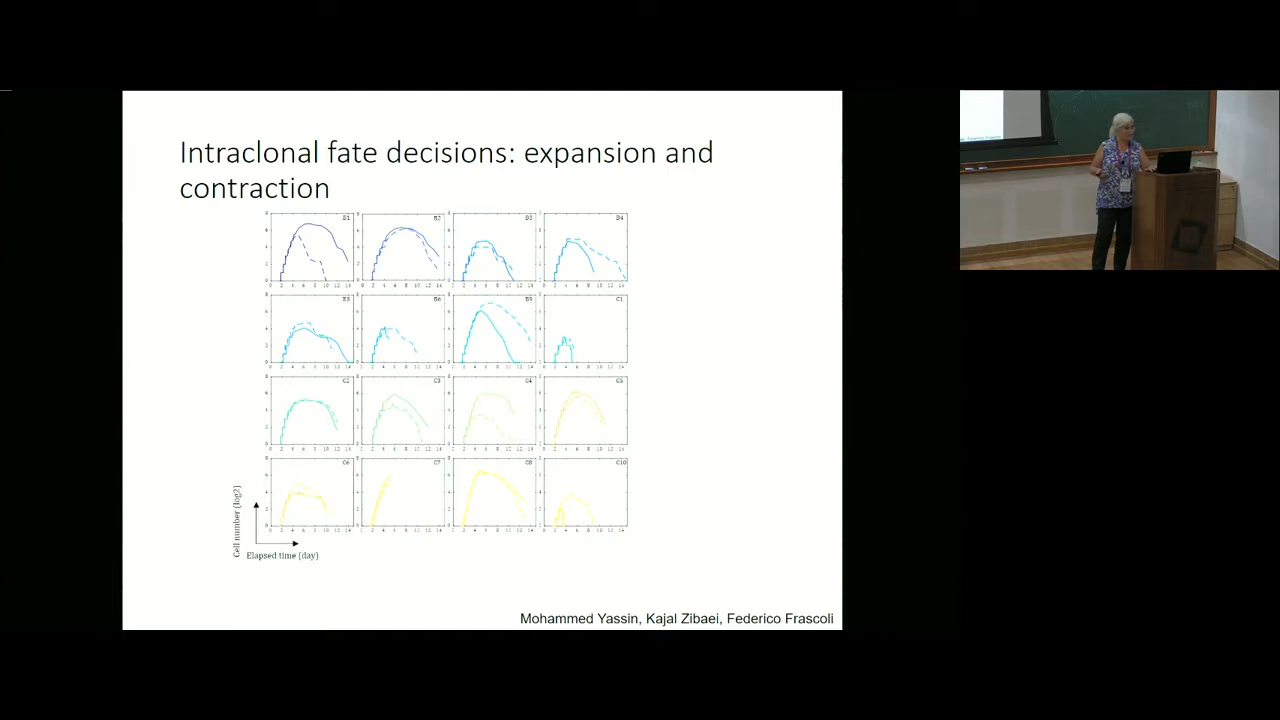 Intraclonal fate decisions: expansion and
contraction
B1
B2
B3
B4
B5
B6
B9
C1
C2
C3
C4
C5
C6
C7
C8
C10
Cell number (log2)
Elapsed time (day)
Mohammed Yassin, Kajal Zibaei, Federico Frascoli